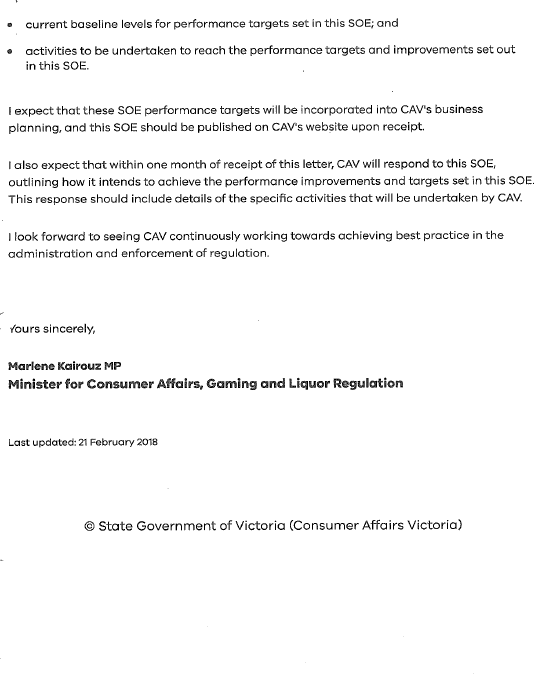 • current baseline levels for performance targets set in this SOE; and
• activities to be undertaken to reach the performance targets and improvements set out
in this SOE.
I expect that these SOE performance targets will be incorporated into CAV's business
planning, and this SOE should be published on CAV's website upon receipt.
I also expect that within one month of receipt of this letter, CAV will respond to this SOE,
outlining how it intends to achieve the performance improvements and targets set in this SOE.
This response should include details of the specific activities that will be undertaken by CAV.
I look forward to seeing CAV continuously working towards achieving best practice in the
administration and enforcement of regulation.
Yours sincerely,
Marlene Kairouz MP
Minister for Consumer Affairs, Gaming and Liquor Regulation
Last updated: 21 February 2018
© State Government of Victoria (Consumer Affairs Victoria)